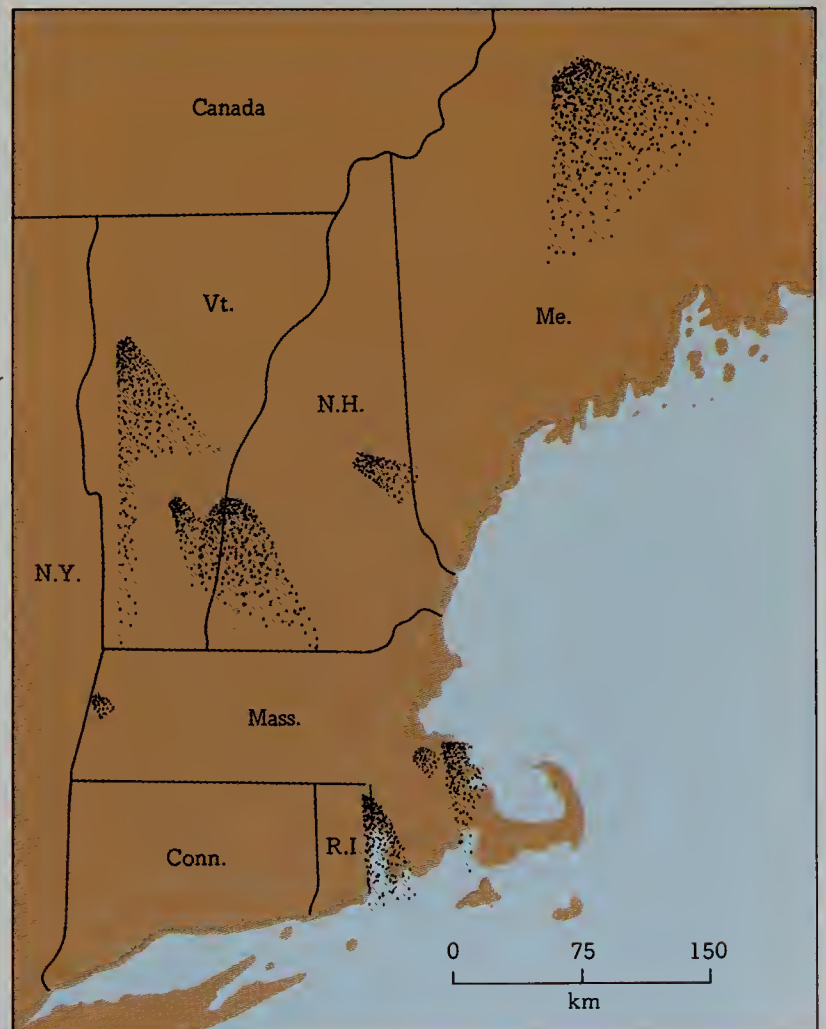 Canada
Vt.
Me.
N.H.
N.Y.
Mass.
Conn.
R.I.
0 75 150
km